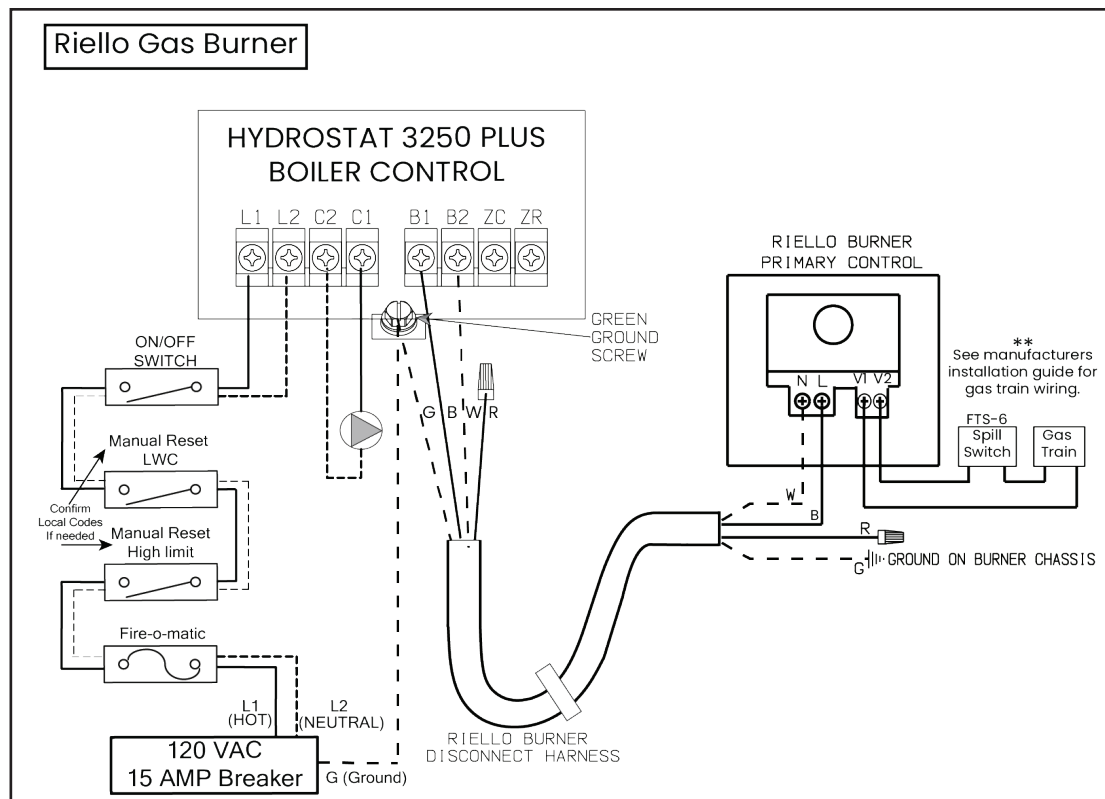 Riello Gas Burner
HYDROSTAT 3250 PLUS
BOILER CONTROL
L1 L2 C2 C1 B1 B2 ZC ZR
GREEN
GROUND
SCREW
RIELLO BURNER
PRIMARY CONTROL
N L V1 V2
**
See manufacturers
installation guide for
gas train wiring.
FTS-6
Spill
Switch
Gas
Train
ON/OFF
SWITCH
Manual Reset
LWC
Confirm
Local Codes
If needed
Manual Reset
High limit
Fire-o-matic
G B W R
W
B
R
G
GROUND ON BURNER CHASSIS
L1
(HOT)
L2
(NEUTRAL)
RIELLO BURNER
DISCONNECT HARNESS
120 VAC
15 AMP Breaker
G (Ground)